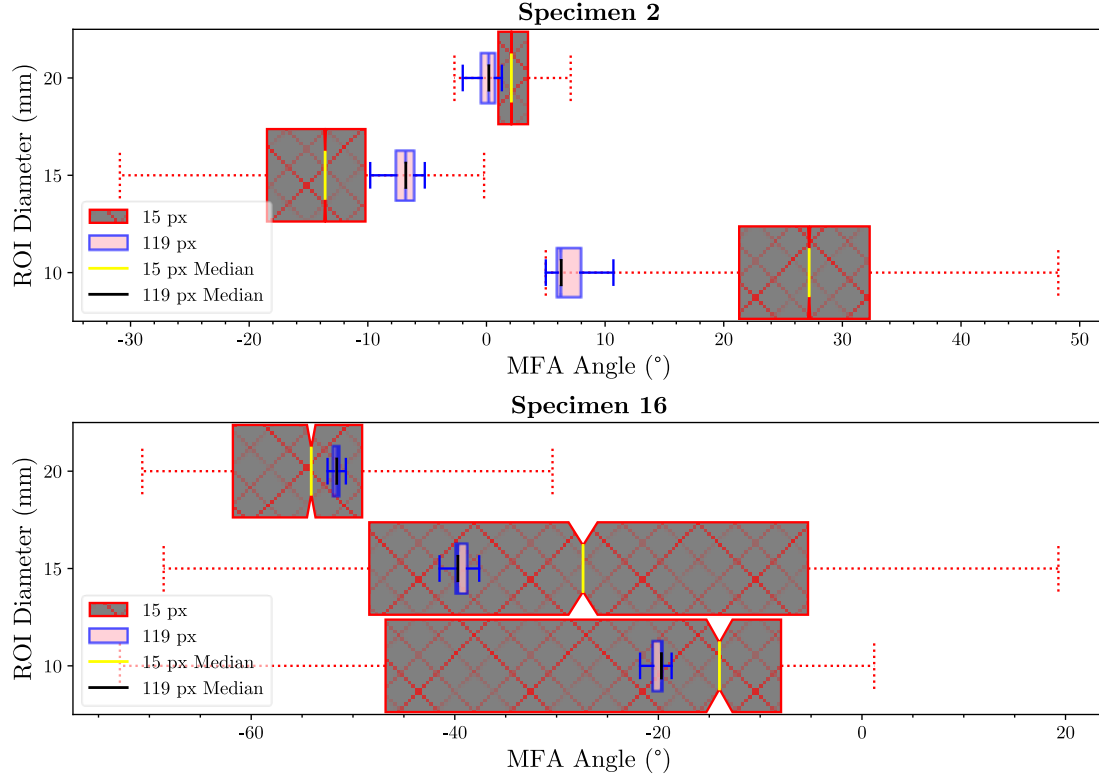 Specimen 2
ROI Diameter (mm)
20
15
10
15 px
119 px
15 px Median
119 px Median
-30
-20
-10
0
10
20
30
40
50
MFA Angle (°)
Specimen 16
ROI Diameter (mm)
20
15
10
15 px
119 px
15 px Median
119 px Median
-60
-40
-20
0
20
MFA Angle (°)